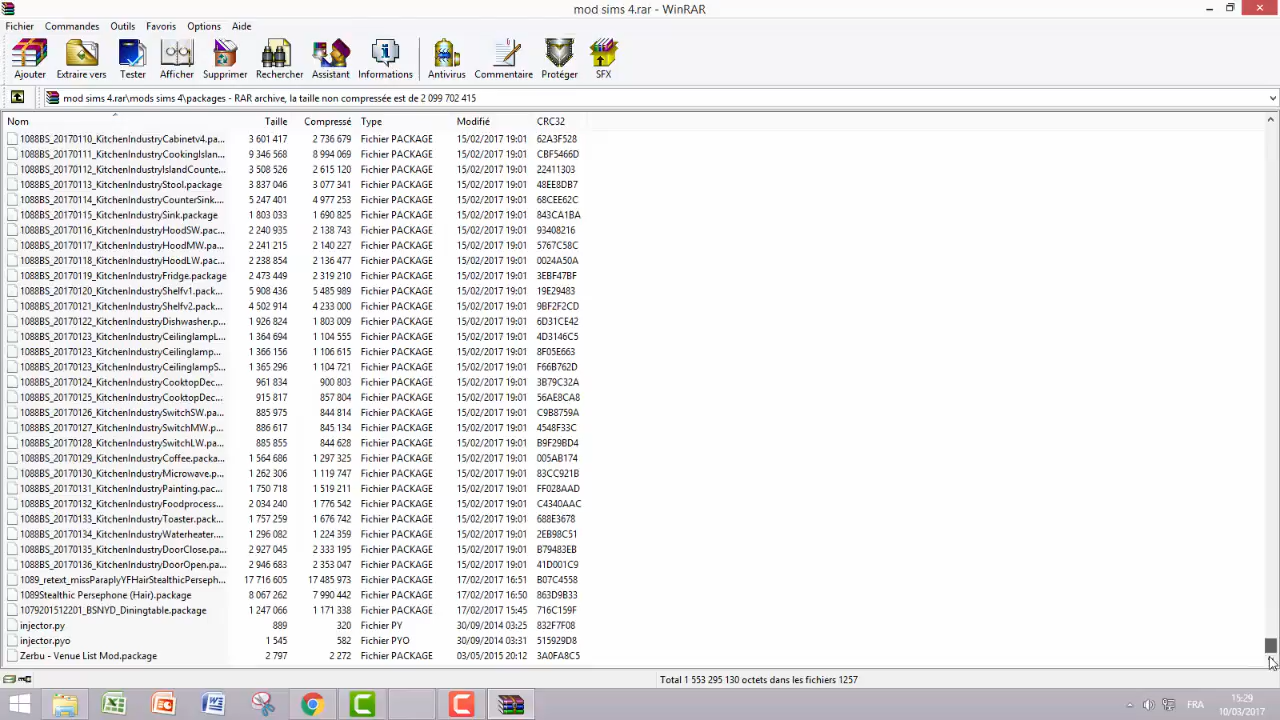 mod sims 4.rar - WinRAR
Fichier Commandes Outils Favoris Options Aide
Ajouter Extraire vers Tester Afficher Supprimer Rechercher Assistant Informations Antivirus Commentaire Protéger SFX
mod sims 4.rar\mods sims 4\packages - RAR archive, la taille non compressée est de 2 099 702 415
Nom Taille Compressé Type Modifié CRC32
1088BS_20170110_KitchenIndustryCabinetv4.pa... 3 601 417 2 736 679 Fichier PACKAGE 15/02/2017 19:01 62A3F528
1088BS_20170111_KitchenIndustryCookingIslan... 9 346 568 8 994 069 Fichier PACKAGE 15/02/2017 19:01 CBF5466D
1088BS_20170112_KitchenIndustryIslandCounte... 3 508 526 2 615 120 Fichier PACKAGE 15/02/2017 19:01 22411303
1088BS_20170113_KitchenIndustryStool.package 3 837 046 3 077 341 Fichier PACKAGE 15/02/2017 19:01 48EE8DB7
1088BS_20170114_KitchenIndustryCounterSink.... 5 247 401 4 977 253 Fichier PACKAGE 15/02/2017 19:01 68CEE62C
1088BS_20170115_KitchenIndustrySink.package 1 803 033 1 690 825 Fichier PACKAGE 15/02/2017 19:01 843CA1BA
1088BS_20170116_KitchenIndustryHoodSW.pac... 2 240 935 2 138 743 Fichier PACKAGE 15/02/2017 19:01 93408216
1088BS_20170117_KitchenIndustryHoodMW.p... 2 241 215 2 140 227 Fichier PACKAGE 15/02/2017 19:01 5767C58C
1088BS_20170118_KitchenIndustryHoodLW.pac... 2 238 854 2 136 477 Fichier PACKAGE 15/02/2017 19:01 0024A50A
1088BS_20170119_KitchenIndustryFridge.package 2 473 449 2 319 210 Fichier PACKAGE 15/02/2017 19:01 3EBF47BF
1088BS_20170120_KitchenIndustryShelfv1.pack... 5 908 436 5 485 989 Fichier PACKAGE 15/02/2017 19:01 19E29483
1088BS_20170121_KitchenIndustryShelfv2.pack... 4 502 914 4 233 000 Fichier PACKAGE 15/02/2017 19:01 9BF2F2CD
1088BS_20170122_KitchenIndustryDishwasher.p... 1 926 824 1 803 009 Fichier PACKAGE 15/02/2017 19:01 6D31CE42
1088BS_20170123_KitchenIndustryCeilinglampL... 1 364 694 1 104 555 Fichier PACKAGE 15/02/2017 19:01 4D3146C5
1088BS_20170123_KitchenIndustryCeilinglamp... 1 366 156 1 106 615 Fichier PACKAGE 15/02/2017 19:01 8F05E663
1088BS_20170123_KitchenIndustryCeilinglampS... 1 365 296 1 104 721 Fichier PACKAGE 15/02/2017 19:01 F66B762D
1088BS_20170124_KitchenIndustryCooktopDec... 961 834 900 803 Fichier PACKAGE 15/02/2017 19:01 3B79C32A
1088BS_20170125_KitchenIndustryCooktopDec... 915 817 857 804 Fichier PACKAGE 15/02/2017 19:01 56AE8CA8
1088BS_20170126_KitchenIndustrySwitchSW.pa... 885 975 844 814 Fichier PACKAGE 15/02/2017 19:01 C9B8759A
1088BS_20170127_KitchenIndustrySwitchMW.p... 886 617 845 134 Fichier PACKAGE 15/02/2017 19:01 4548F33C
1088BS_20170128_KitchenIndustrySwitchLW.pa... 885 855 844 628 Fichier PACKAGE 15/02/2017 19:01 B9F29BD4
1088BS_20170129_KitchenIndustryCoffee.packa... 1 564 686 1 297 325 Fichier PACKAGE 15/02/2017 19:01 005AB174
1088BS_20170130_KitchenIndustryMicrowave.p... 1 262 306 1 119 747 Fichier PACKAGE 15/02/2017 19:01 83CC921B
1088BS_20170131_KitchenIndustryPainting.pac... 1 750 718 1 519 211 Fichier PACKAGE 15/02/2017 19:01 FF028AAD
1088BS_20170132_KitchenIndustryFoodprocess... 2 034 240 1 776 542 Fichier PACKAGE 15/02/2017 19:01 C4340AAC
1088BS_20170133_KitchenIndustryToaster.pack... 1 757 259 1 676 742 Fichier PACKAGE 15/02/2017 19:01 688E3678
1088BS_20170134_KitchenIndustryWaterheater.... 1 296 082 1 224 359 Fichier PACKAGE 15/02/2017 19:01 2EB98C51
1088BS_20170135_KitchenIndustryDoorClose.pa... 2 927 045 2 333 195 Fichier PACKAGE 15/02/2017 19:01 B79483EB
1088BS_20170136_KitchenIndustryDoorOpen.pa... 2 946 683 2 353 047 Fichier PACKAGE 15/02/2017 19:01 41D001C9
1089_retext_missParaplyYFHairStealthicPerseph... 17 716 605 17 485 973 Fichier PACKAGE 17/02/2017 16:51 B07C4558
1089Stealthic Persephone (Hair).package 8 067 262 7 990 442 Fichier PACKAGE 17/02/2017 16:50 863D9B33
1079201512201_BSNYD_Diningtable.package 1 247 066 1 171 338 Fichier PACKAGE 17/02/2017 15:45 716C159F
injector.py 889 320 Fichier PY 30/09/2014 03:25 832F7F08
injector.pyo 1 545 582 Fichier PYO 30/09/2014 03:31 515929D8
Zerbu - Venue List Mod.package 2 797 2 272 Fichier PACKAGE 03/05/2015 20:12 3A0FA8C5
Total 1 553 295 130 octets dans les fichiers 1257
FRA
15:29
10/03/2017